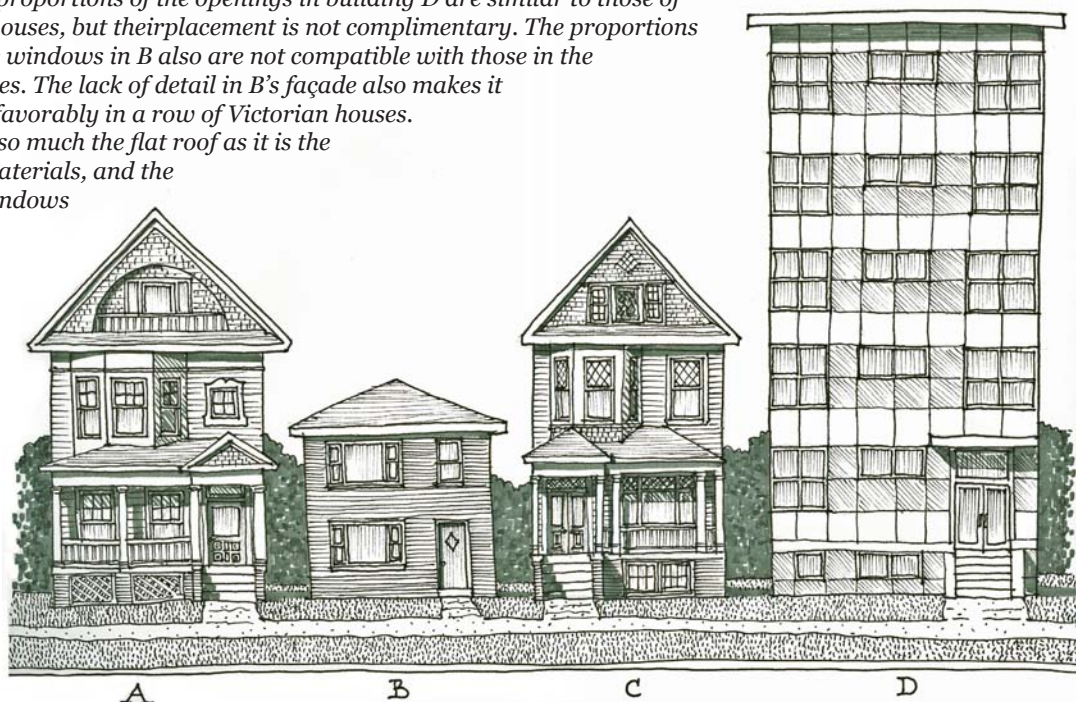 proportions of the openings in building D are similar to those of
ouses, but theirplacement is not complimentary. The proportions
windows in B also are not compatible with those in the
es. The lack of detail in B's façade also makes it
favorably in a row of Victorian houses.
so much the flat roof as it is the
aterials, and the
ndows
A B C D